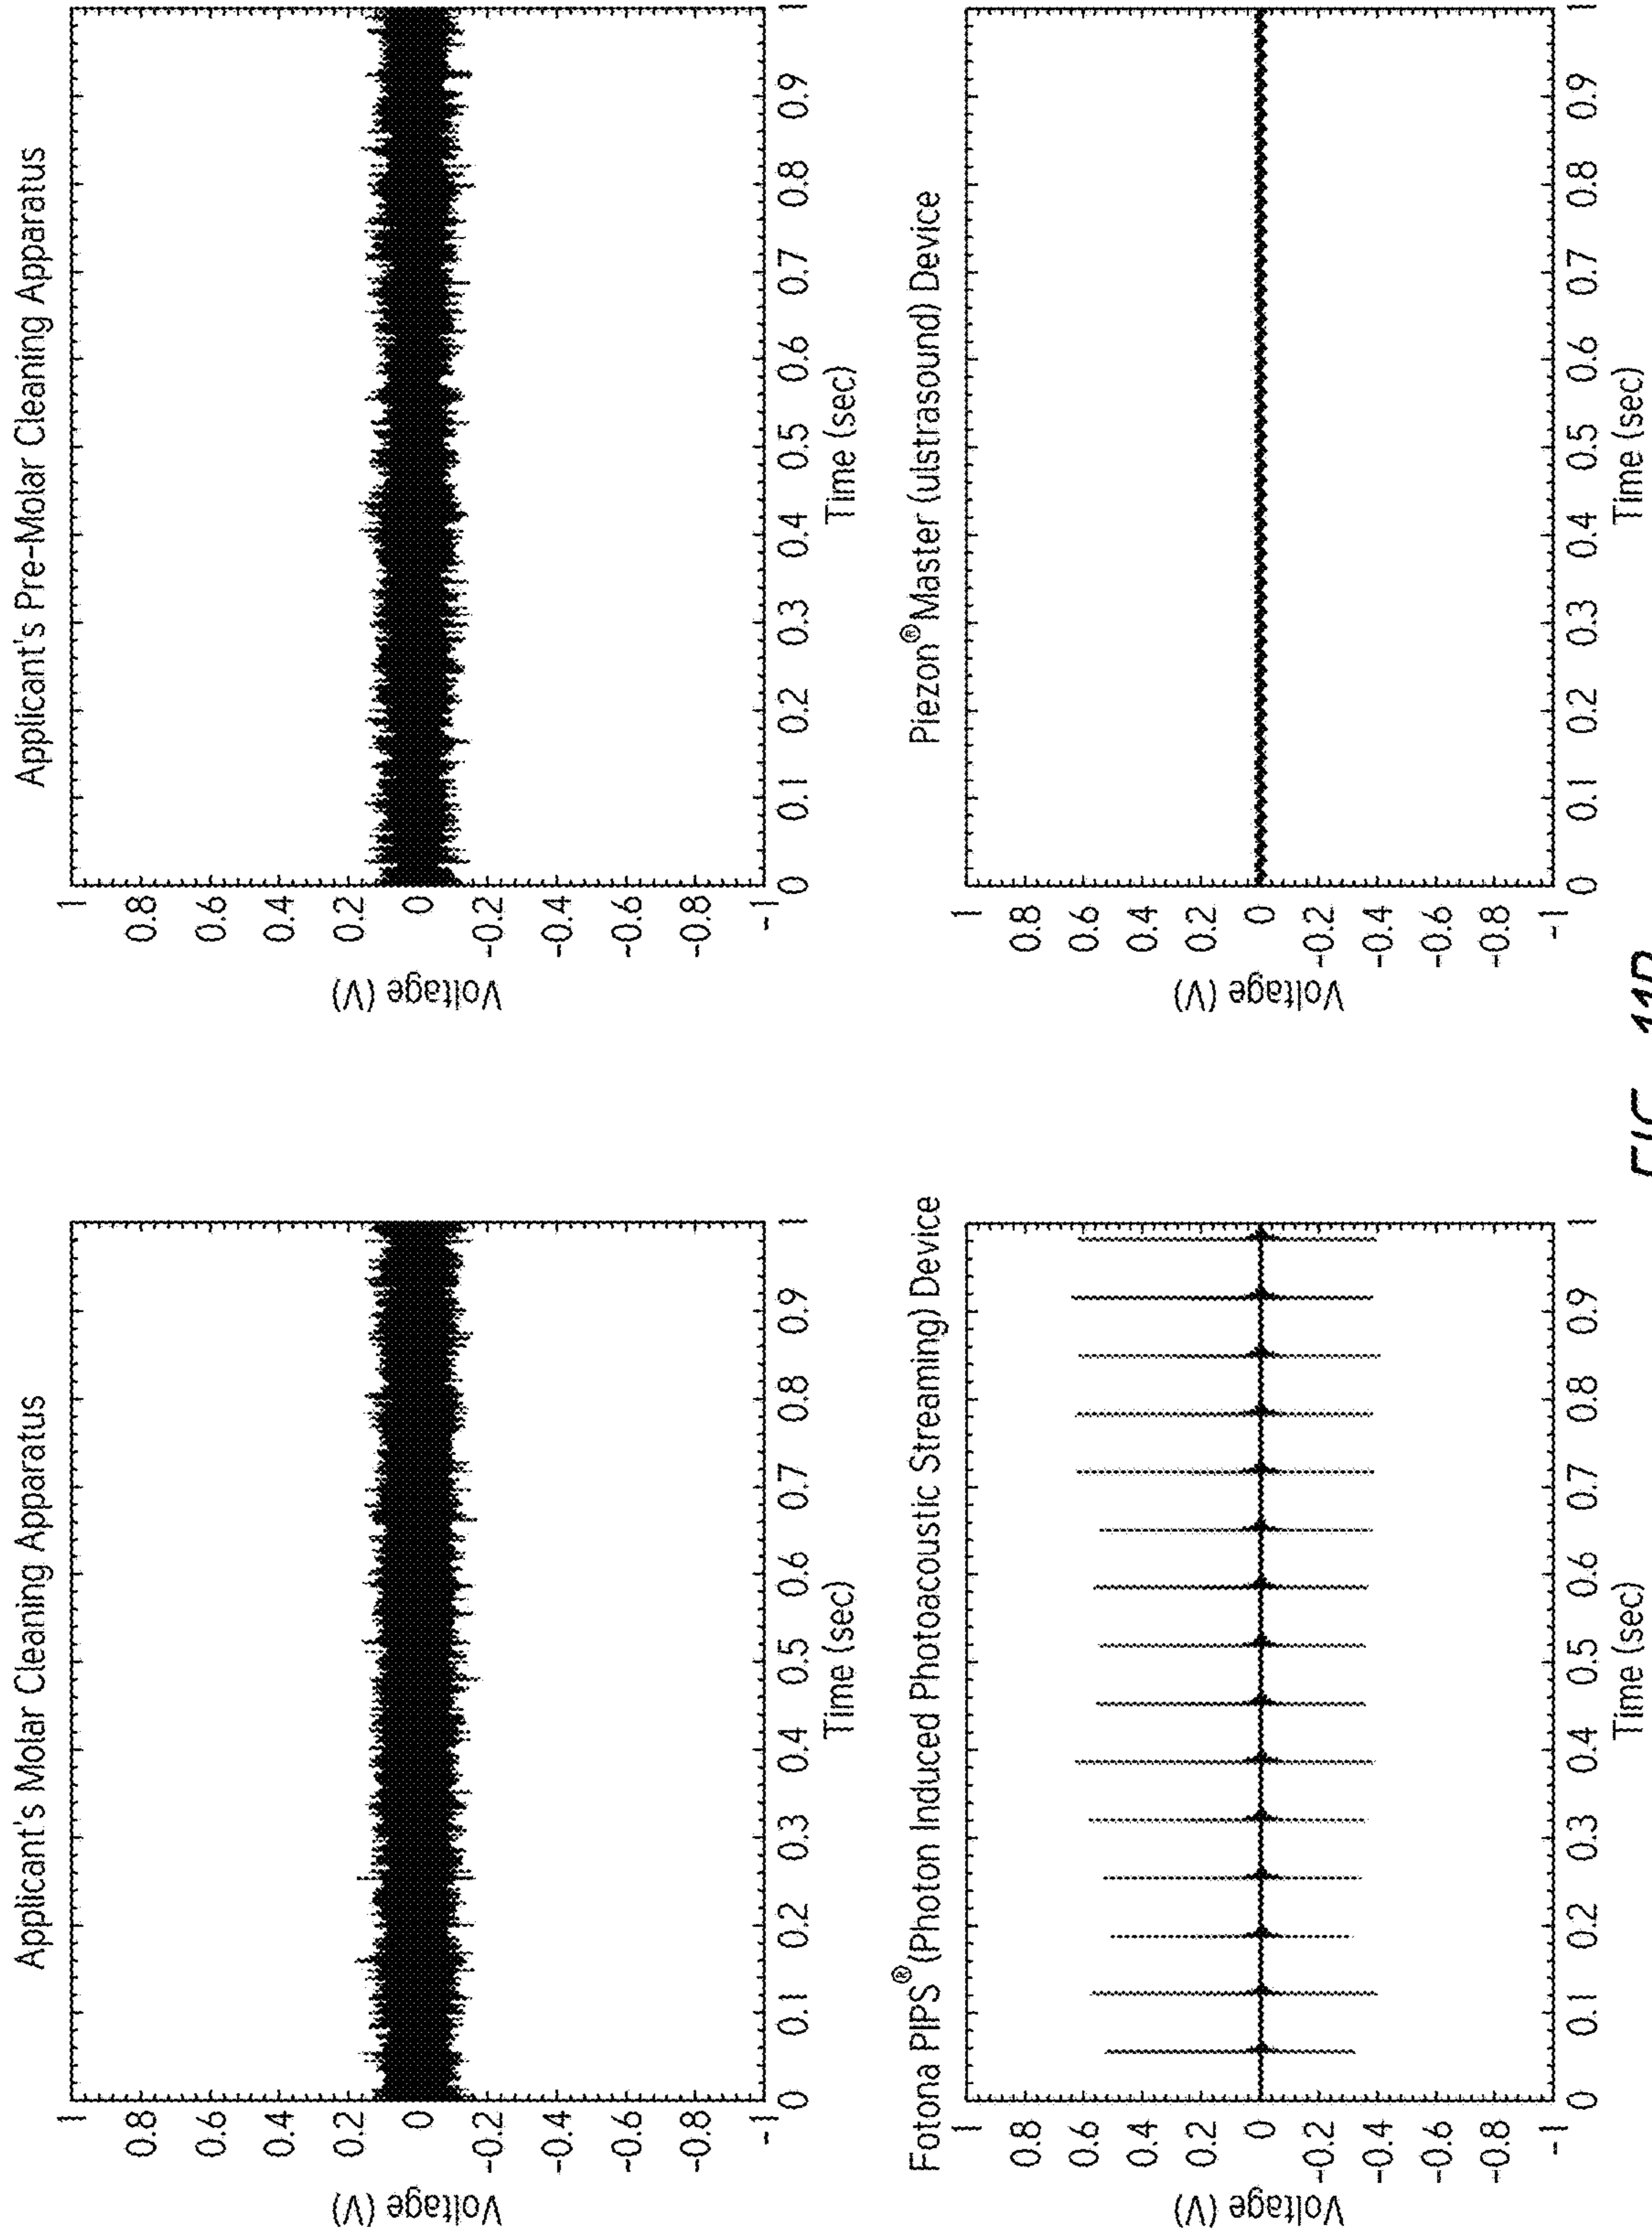 Applicant's Molar Cleaning Apparatus
Voltage (V)
1
0.8
0.6
0.4
0.2
0
-0.2
-0.4
-0.6
-0.8
-1
0 0.1 0.2 0.3 0.4 0.5 0.6 0.7 0.8 0.9 1
Time (sec)
Applicant's Pre-Molar Cleaning Apparatus
Voltage (V)
1
0.8
0.6
0.4
0.2
0
-0.2
-0.4
-0.6
-0.8
-1
0 0.1 0.2 0.3 0.4 0.5 0.6 0.7 0.8 0.9 1
Time (sec)
Fotona PIPS® (Photon Induced Photoacoustic Streaming) Device
Voltage (V)
1
0.8
0.6
0.4
0.2
0
-0.2
-0.4
-0.6
-0.8
-1
0 0.1 0.2 0.3 0.4 0.5 0.6 0.7 0.8 0.9 1
Time (sec)
Piezon® Master (ulstrasound) Device
Voltage (V)
1
0.8
0.6
0.4
0.2
0
-0.2
-0.4
-0.6
-0.8
-1
0 0.1 0.2 0.3 0.4 0.5 0.6 0.7 0.8 0.9 1
Time (sec)